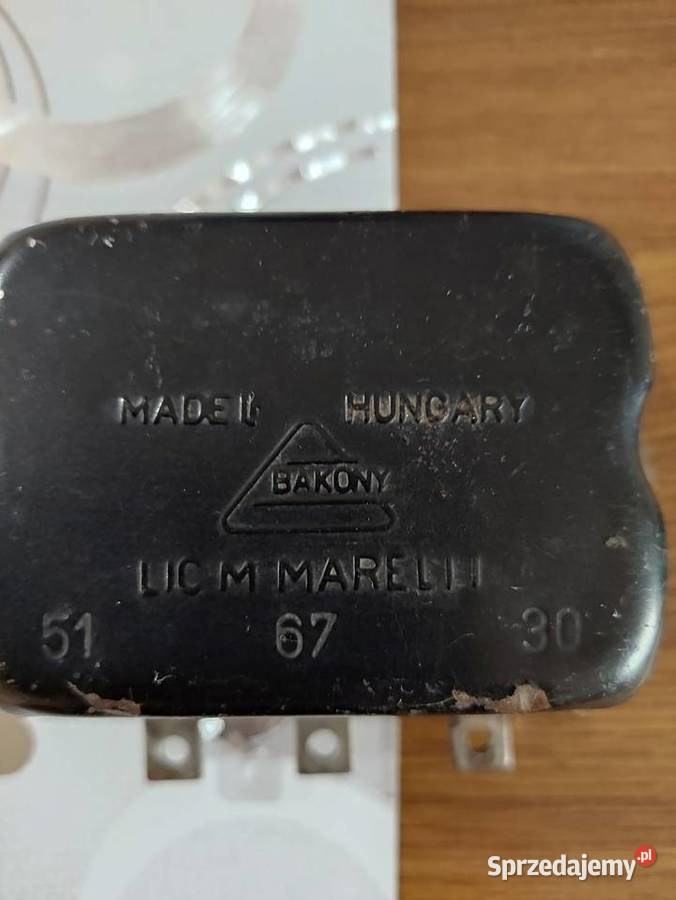 MADE IN HUNGARY
BAKONY
LIC M MARELLI
51 67 30
Sprzedajemy.pl